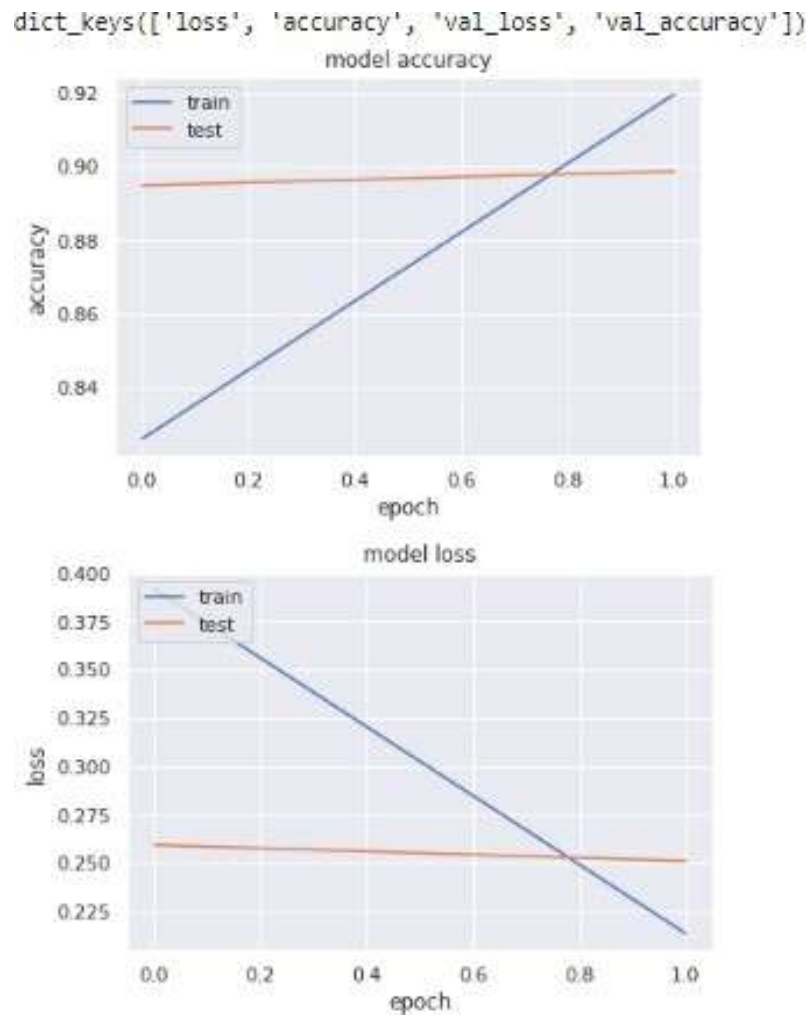 dict_keys(['loss', 'accuracy', 'val_loss', 'val_accuracy'])
model accuracy
0.92
train
test
0.90
0.88
accuracy
0.86
0.84
0.0 0.2 0.4 0.6 0.8 1.0
epoch
model loss
0.400
train
0.375
test
0.350
0.325
0.300
loss
0.275
0.250
0.225
0.0 0.2 0.4 0.6 0.8 1.0
epoch